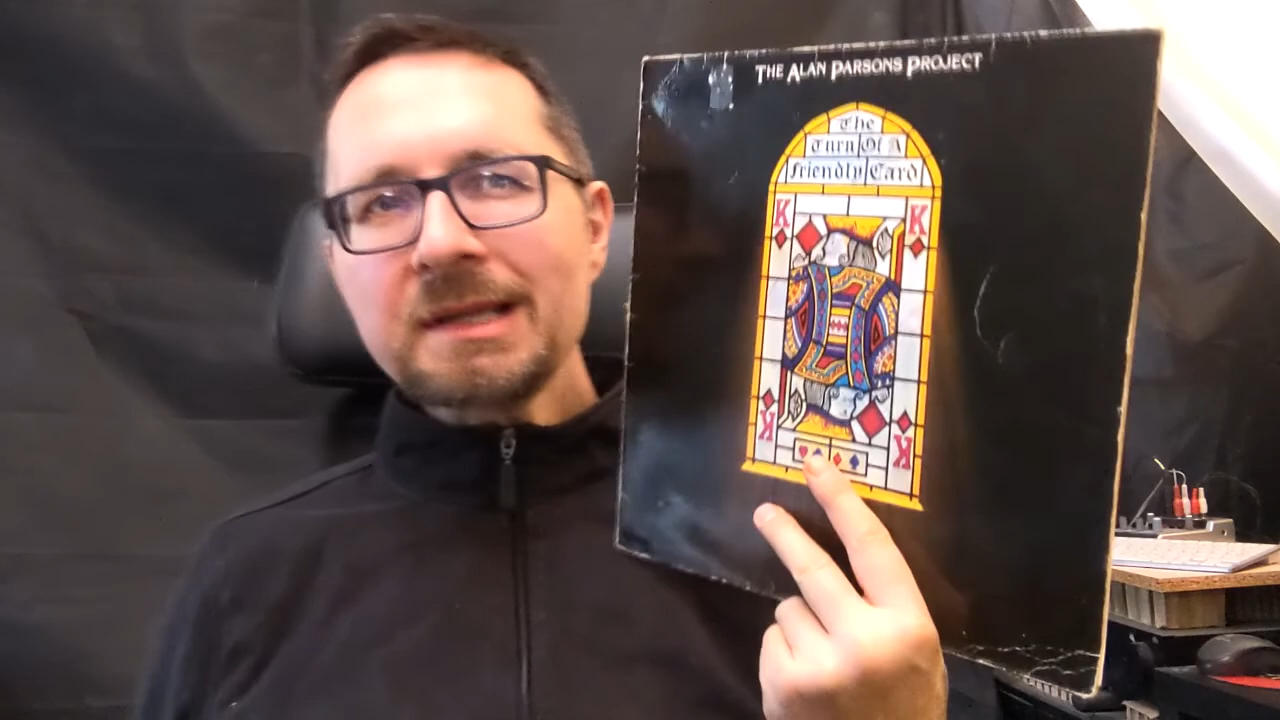 THE ALAN PARSONS PROJECT
The
Turn Of A
friendly Card
K K
K K